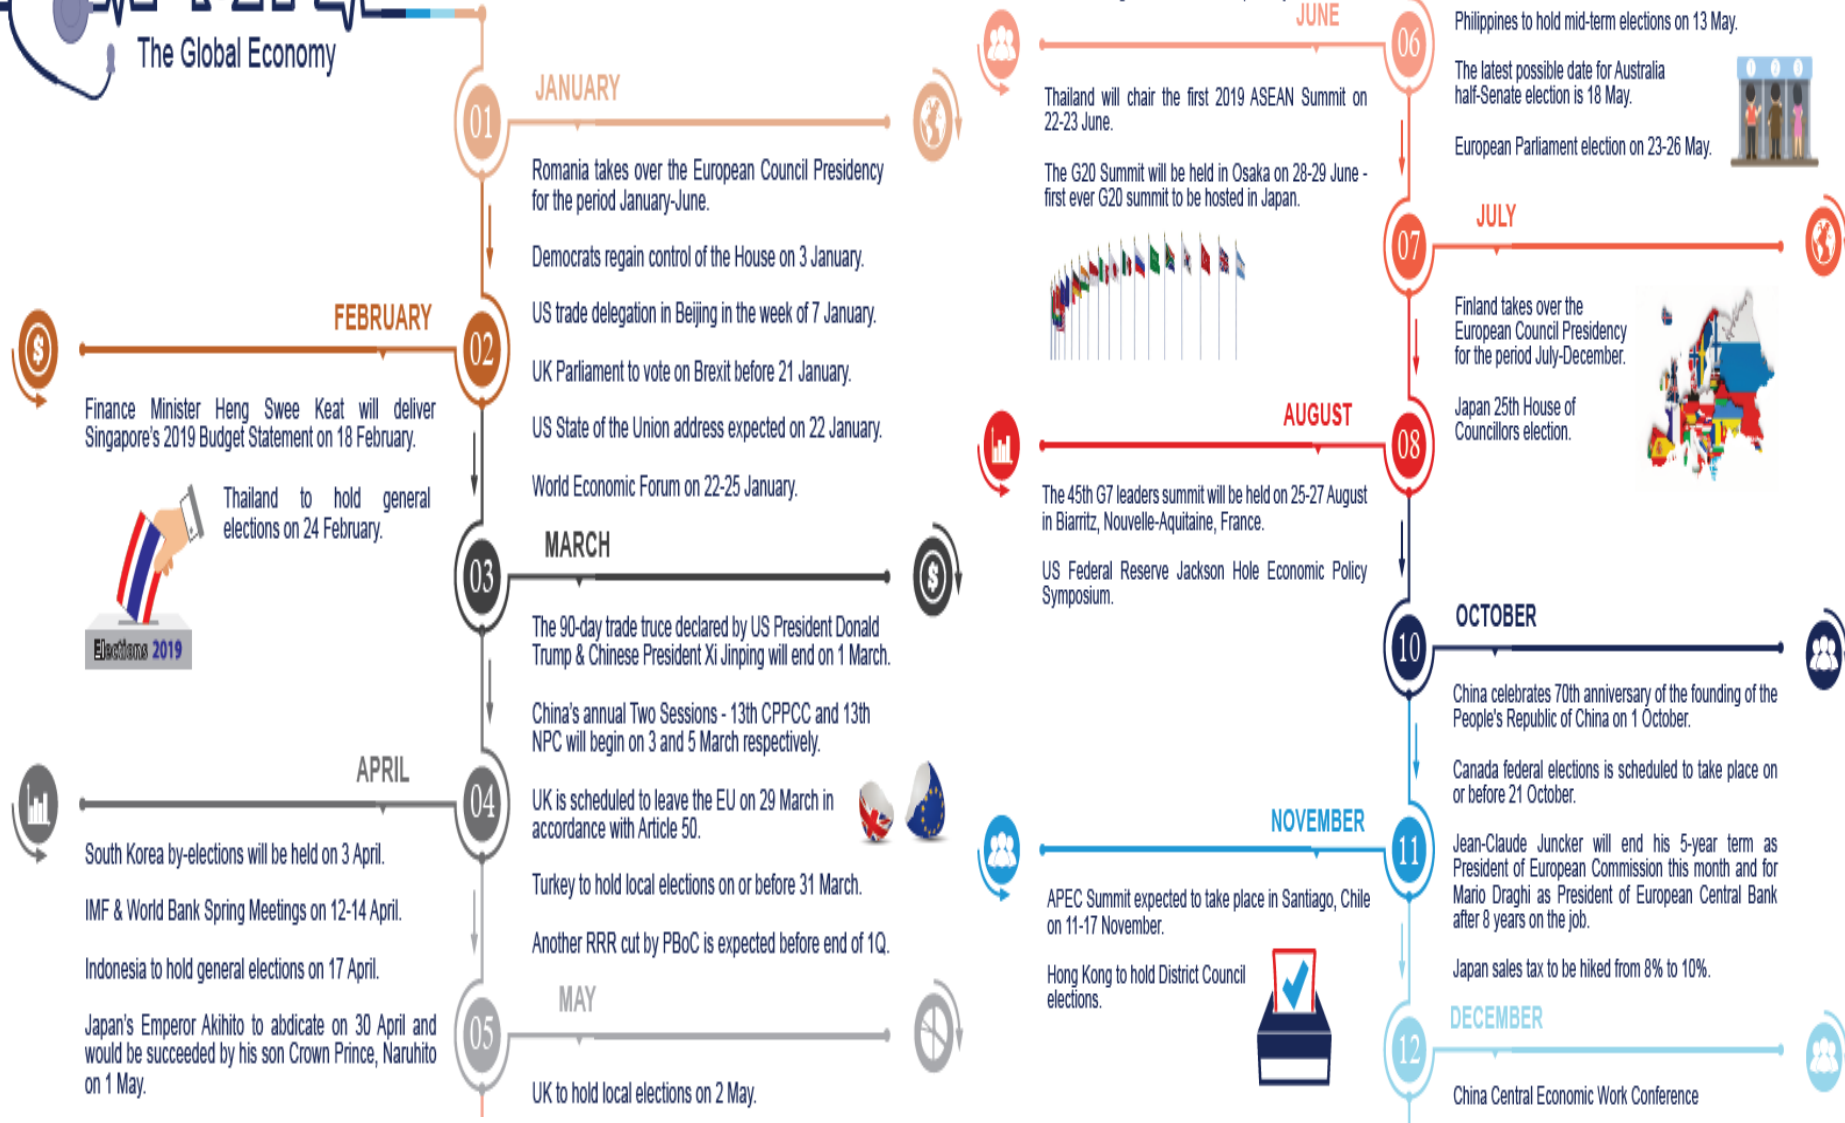 The Global Economy
01
JANUARY
Romania takes over the European Council Presidency
for the period January-June.
Democrats regain control of the House on 3 January.
US trade delegation in Beijing in the week of 7 January.
UK Parliament to vote on Brexit before 21 January.
US State of the Union address expected on 22 January.
World Economic Forum on 22-25 January.
FEBRUARY
02
Finance Minister Heng Swee Keat will deliver
Singapore's 2019 Budget Statement on 18 February.
Thailand to hold general
elections on 24 February.
Elections 2019
MARCH
03
The 90-day trade truce declared by US President Donald
Trump & Chinese President Xi Jinping will end on 1 March.
China's annual Two Sessions - 13th CPPCC and 13th
NPC will begin on 3 and 5 March respectively.
UK is scheduled to leave the EU on 29 March in
accordance with Article 50.
Turkey to hold local elections on or before 31 March.
Another RRR cut by PBoC is expected before end of 1Q.
APRIL
04
South Korea by-elections will be held on 3 April.
IMF & World Bank Spring Meetings on 12-14 April.
Indonesia to hold general elections on 17 April.
Japan's Emperor Akihito to abdicate on 30 April and
would be succeeded by his son Crown Prince, Naruhito
on 1 May.
MAY
05
UK to hold local elections on 2 May.
Philippines to hold mid-term elections on 13 May.
The latest possible date for Australia
half-Senate election is 18 May.
European Parliament election on 23-26 May.
1 2 3
JUNE
06
Thailand will chair the first 2019 ASEAN Summit on
22-23 June.
The G20 Summit will be held in Osaka on 28-29 June -
first ever G20 summit to be hosted in Japan.
JULY
07
Finland takes over the
European Council Presidency
for the period July-December.
Japan 25th House of
Councillors election.
AUGUST
08
The 45th G7 leaders summit will be held on 25-27 August
in Biarritz, Nouvelle-Aquitaine, France.
US Federal Reserve Jackson Hole Economic Policy
Symposium.
OCTOBER
10
China celebrates 70th anniversary of the founding of the
People's Republic of China on 1 October.
Canada federal elections is scheduled to take place on
or before 21 October.
Jean-Claude Juncker will end his 5-year term as
President of European Commission this month and for
Mario Draghi as President of European Central Bank
after 8 years on the job.
Japan sales tax to be hiked from 8% to 10%.
NOVEMBER
11
APEC Summit expected to take place in Santiago, Chile
on 11-17 November.
Hong Kong to hold District Council
elections.
DECEMBER
12
China Central Economic Work Conference